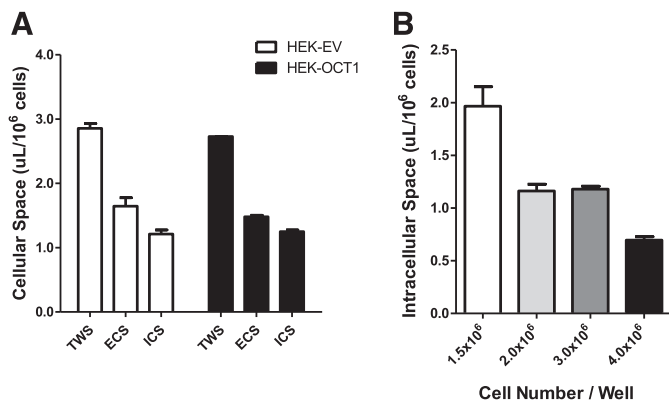 A
HEK-EV
HEK-OCT1
Cellular Space (uL/10⁶ cells)
4.0
3.0
2.0
1.0
0.0
TWS ECS ICS TWS ECS ICS
B
Intracellular Space (uL/10⁶ cells)
2.5
2.0
1.5
1.0
0.5
0.0
1.5x10⁶ 2.0x10⁶ 3.0x10⁶ 4.0x10⁶
Cell Number / Well